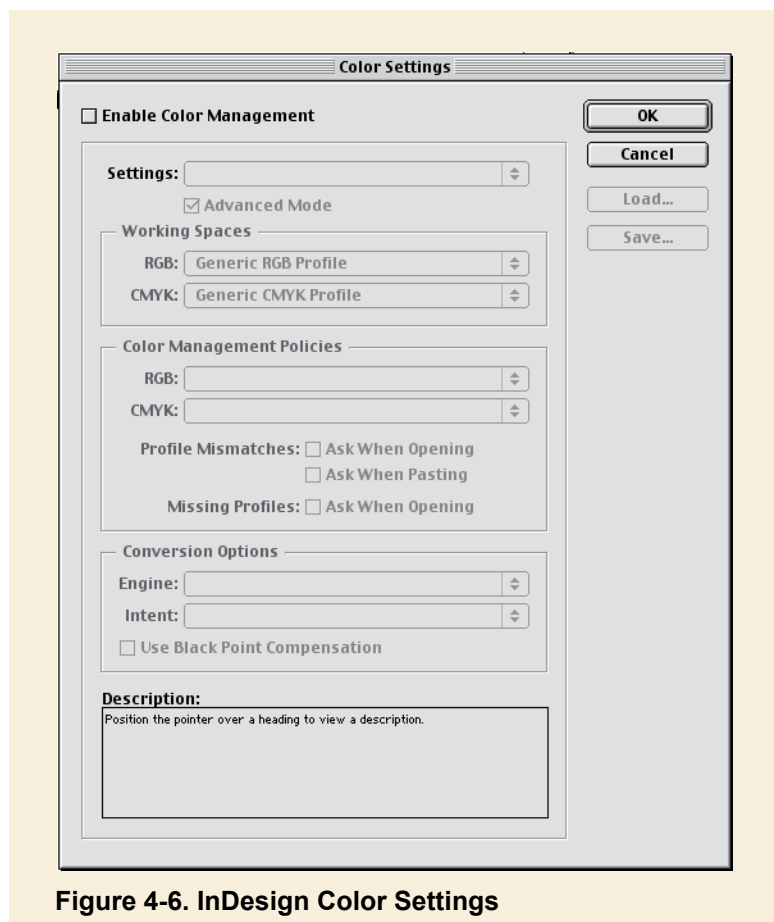 Color Settings
Enable Color Management
OK
Cancel
Load...
Save...
Settings:
Advanced Mode
Working Spaces
RGB: Generic RGB Profile
CMYK: Generic CMYK Profile
Color Management Policies
RGB:
CMYK:
Profile Mismatches: Ask When Opening
Ask When Pasting
Missing Profiles: Ask When Opening
Conversion Options
Engine:
Intent:
Use Black Point Compensation
Description:
Position the pointer over a heading to view a description.
Figure 4-6. InDesign Color Settings